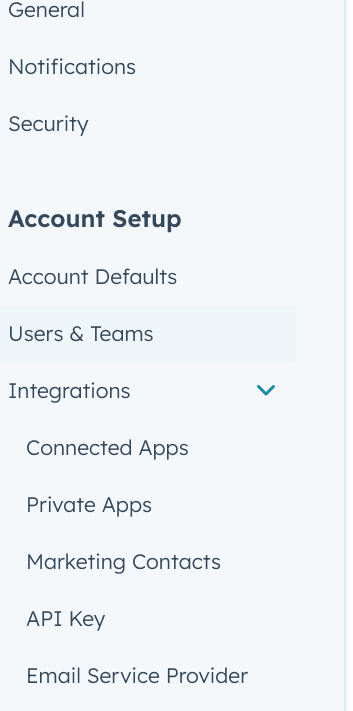 General
Notifications
Security
Account Setup
Account Defaults
Users & Teams
Integrations
Connected Apps
Private Apps
Marketing Contacts
API Key
Email Service Provider